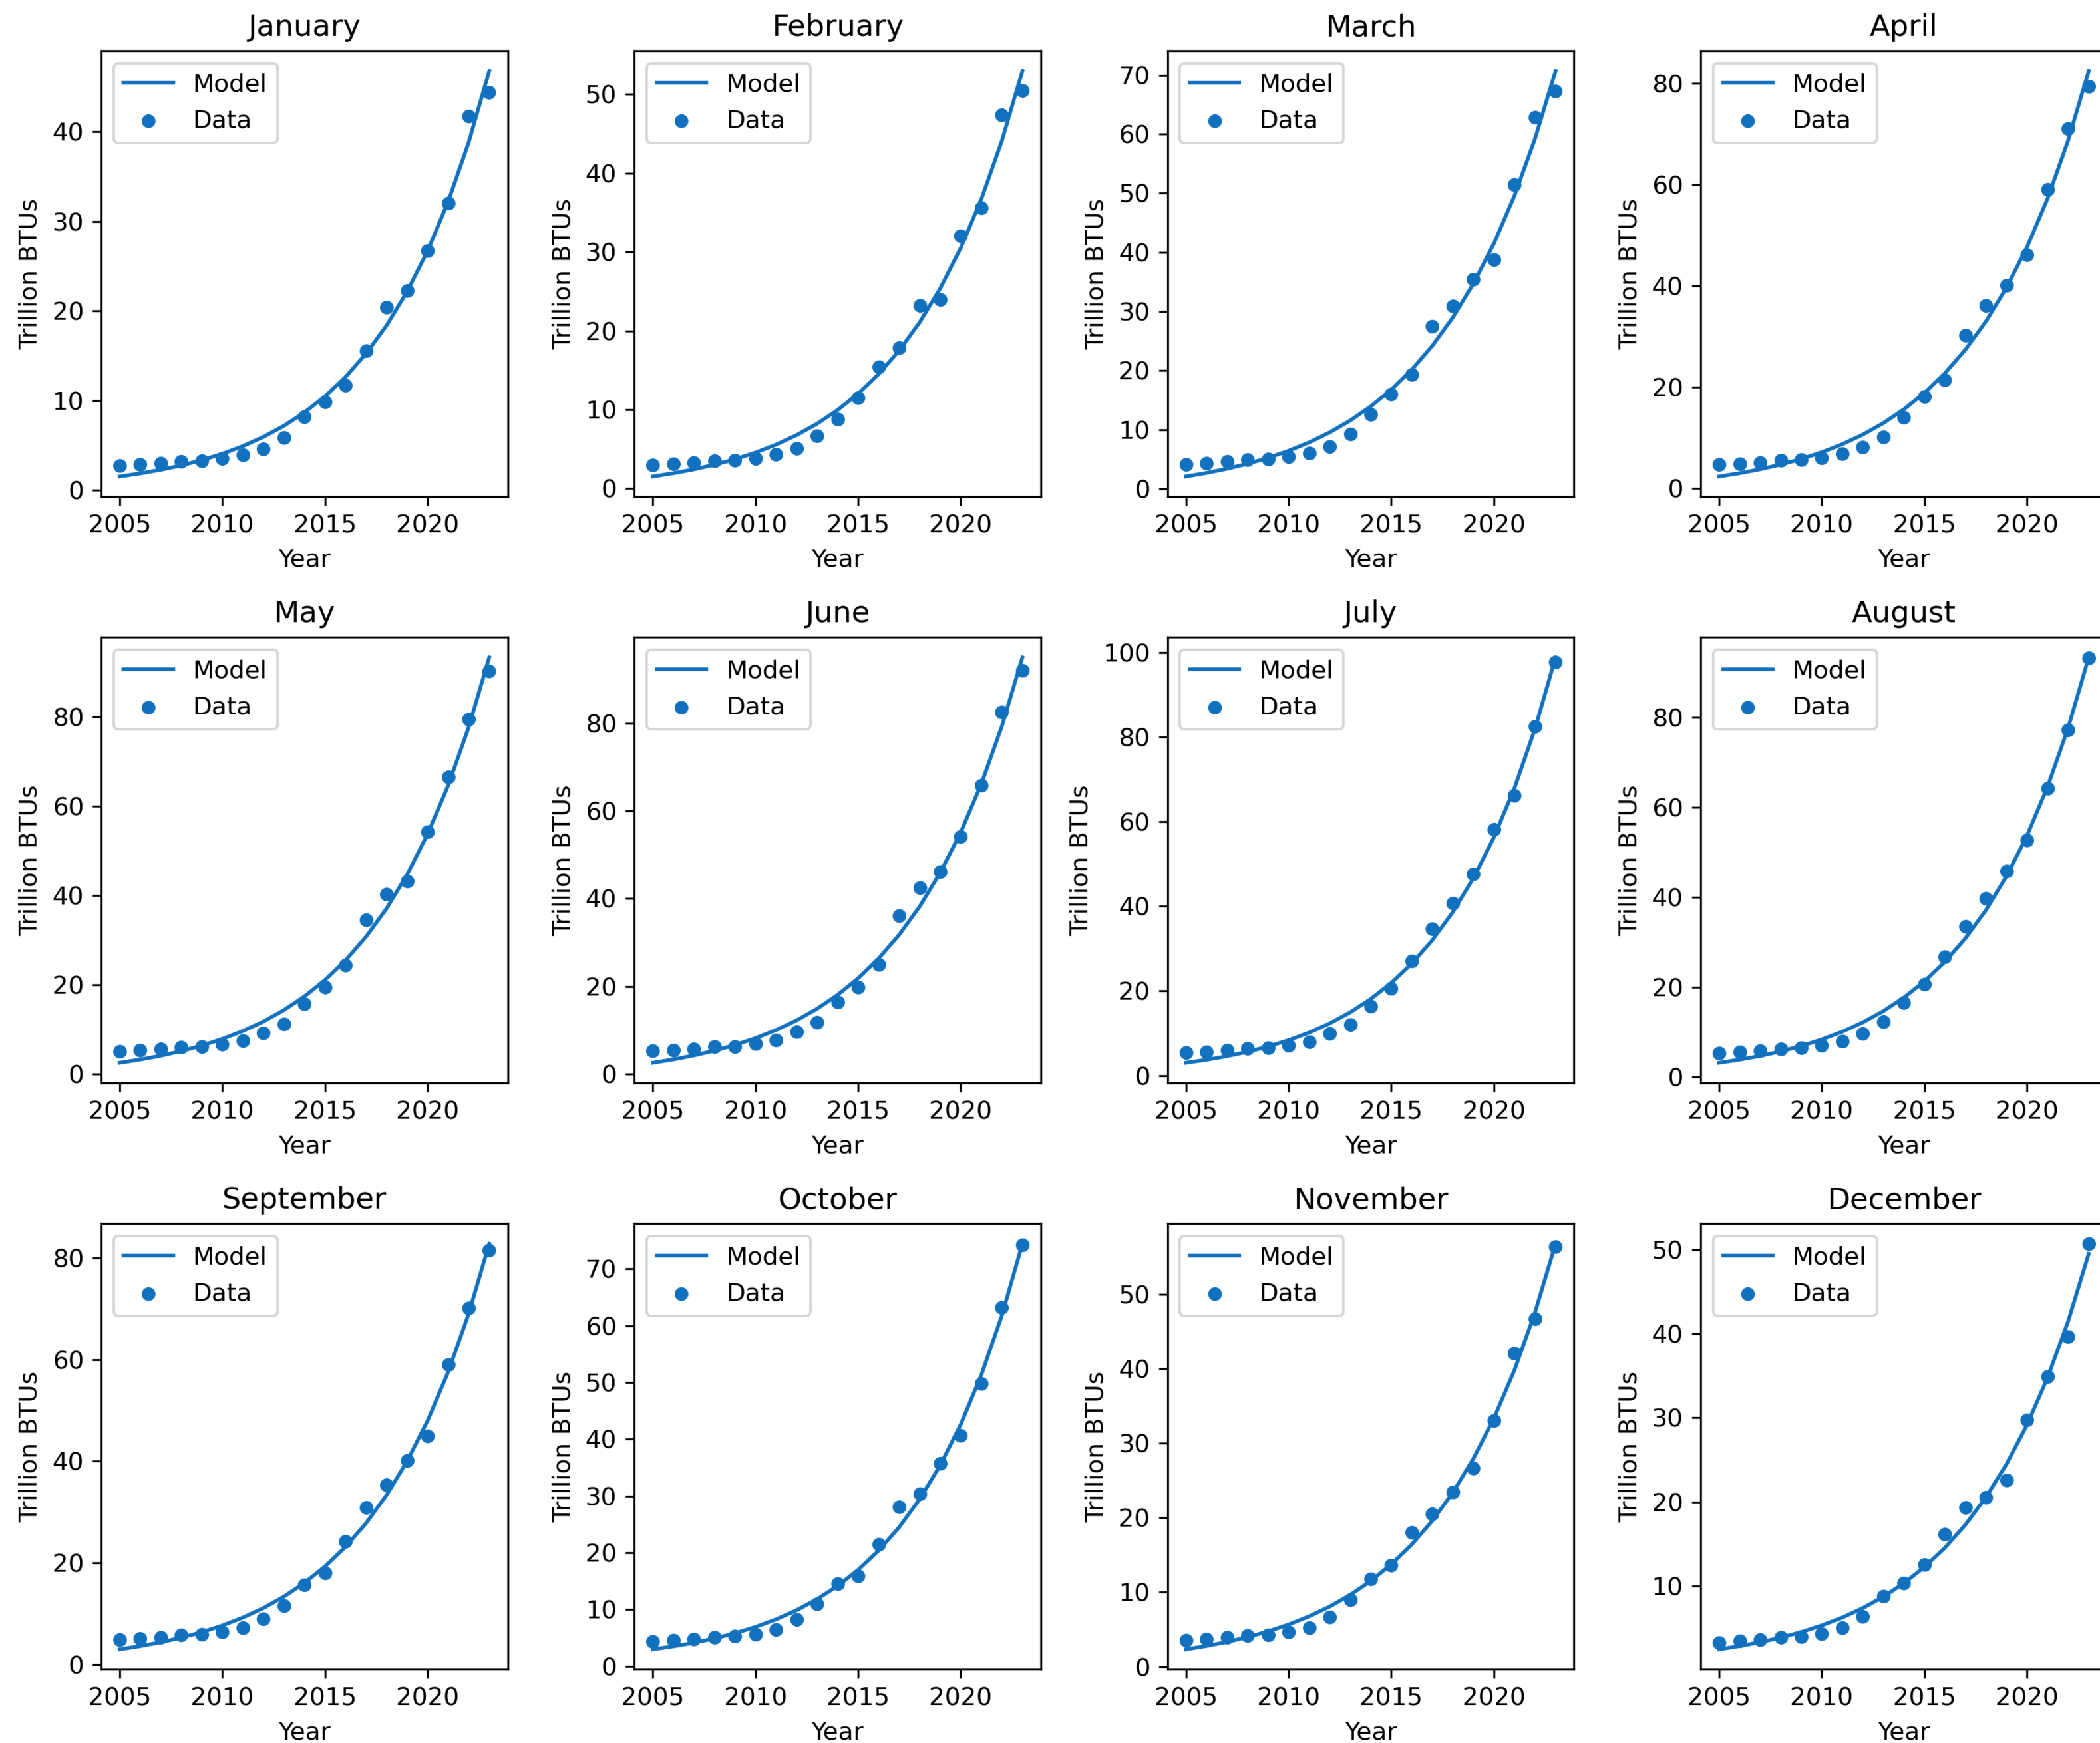 January
Model
Data
Trillion BTUs
40
30
20
10
0
2005 2010 2015 2020
Year
February
Model
Data
Trillion BTUs
50
40
30
20
10
0
2005 2010 2015 2020
Year
March
Model
Data
Trillion BTUs
70
60
50
40
30
20
10
0
2005 2010 2015 2020
Year
April
Model
Data
Trillion BTUs
80
60
40
20
0
2005 2010 2015 2020
Year
May
Model
Data
Trillion BTUs
80
60
40
20
0
2005 2010 2015 2020
Year
June
Model
Data
Trillion BTUs
80
60
40
20
0
2005 2010 2015 2020
Year
July
Model
Data
Trillion BTUs
100
80
60
40
20
0
2005 2010 2015 2020
Year
August
Model
Data
Trillion BTUs
80
60
40
20
0
2005 2010 2015 2020
Year
September
Model
Data
Trillion BTUs
80
60
40
20
0
2005 2010 2015 2020
Year
October
Model
Data
Trillion BTUs
70
60
50
40
30
20
10
0
2005 2010 2015 2020
Year
November
Model
Data
Trillion BTUs
50
40
30
20
10
0
2005 2010 2015 2020
Year
December
Model
Data
Trillion BTUs
50
40
30
20
10
2005 2010 2015 2020
Year